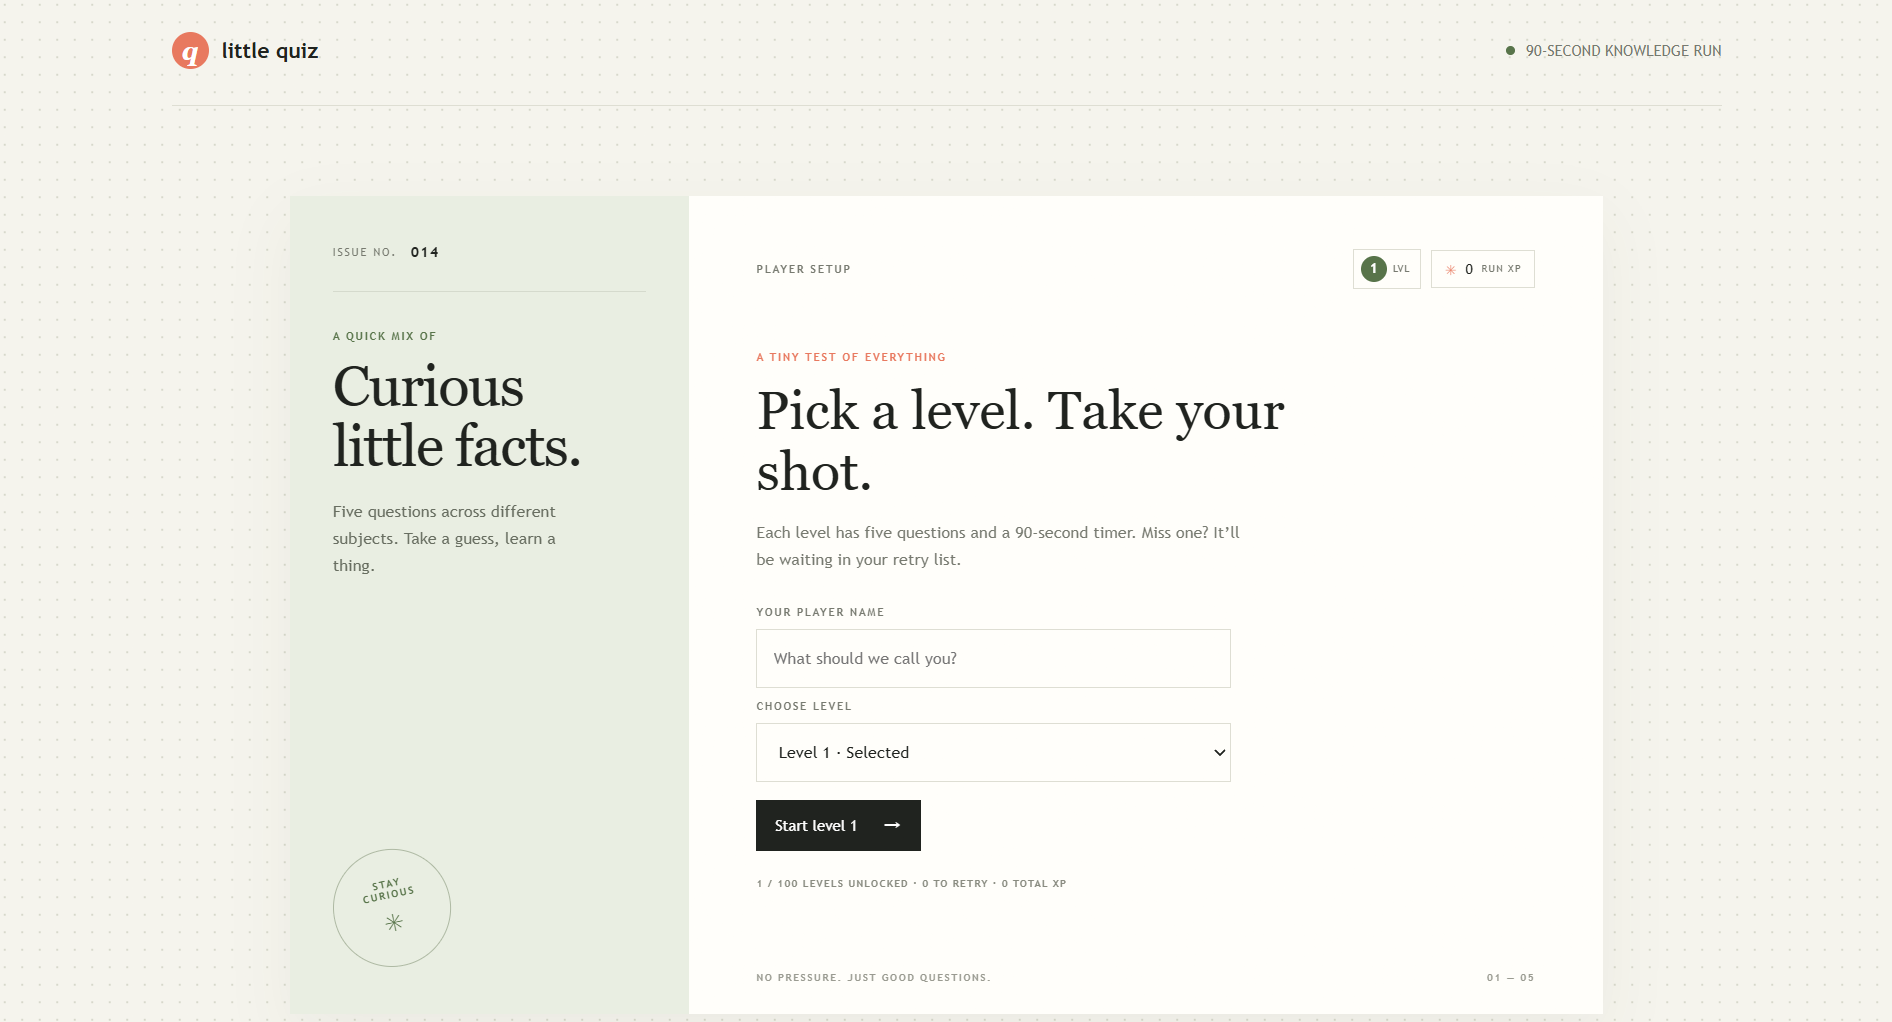 q little quiz
90-SECOND KNOWLEDGE RUN
ISSUE NO. 014
A QUICK MIX OF
Curious
little facts.
Five questions across different
subjects. Take a guess, learn a
thing.
STAY
CURIOUS
PLAYER SETUP
1 LVL
0 RUN XP
A TINY TEST OF EVERYTHING
Pick a level. Take your
shot.
Each level has five questions and a 90-second timer. Miss one? It’ll
be waiting in your retry list.
YOUR PLAYER NAME
What should we call you?
CHOOSE LEVEL
Level 1 · Selected
Start level 1 →
1 / 100 LEVELS UNLOCKED · 0 TO RETRY · 0 TOTAL XP
NO PRESSURE. JUST GOOD QUESTIONS.
01 — 05